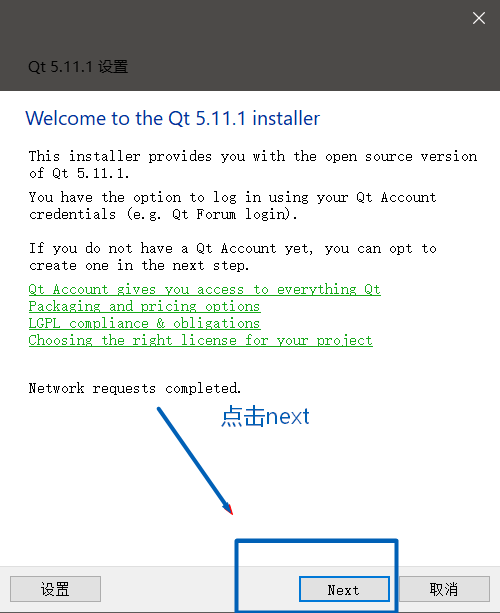 Qt 5.11.1 设置
Welcome to the Qt 5.11.1 installer
This installer provides you with the open source version
of Qt 5.11.1.
You have the option to log in using your Qt Account
credentials (e.g. Qt Forum login).
If you do not have a Qt Account yet, you can opt to
create one in the next step.
Qt Account gives you access to everything Qt
Packaging and pricing options
LGPL compliance & obligations
Choosing the right license for your project
Network requests completed.
点击next
设置
Next
取消